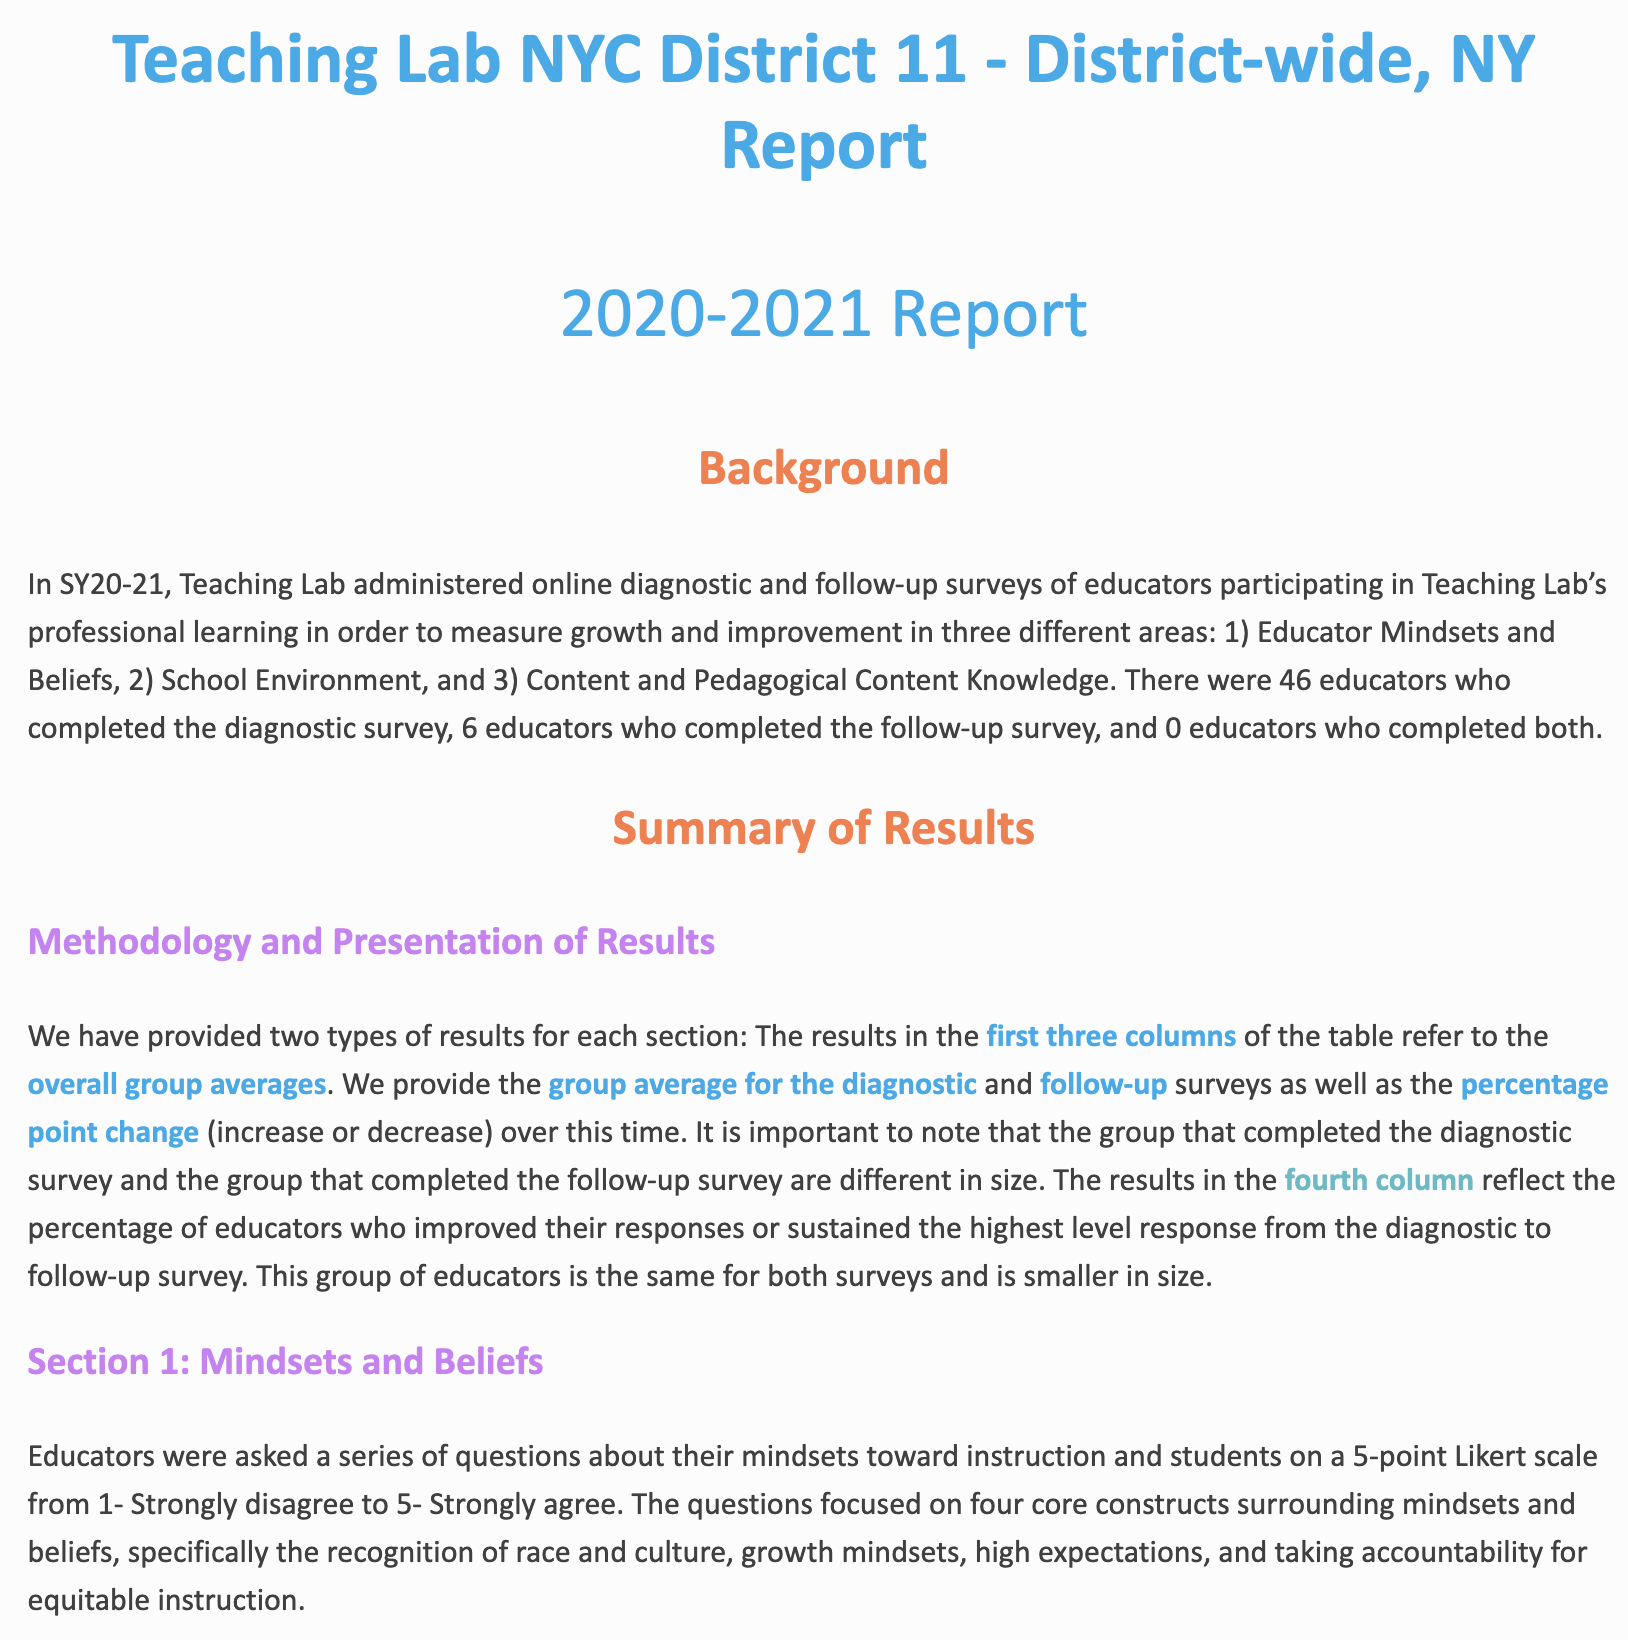 Teaching Lab NYC District 11 - District-wide, NY
Report
2020-2021 Report
Background
In SY20-21, Teaching Lab administered online diagnostic and follow-up surveys of educators participating in Teaching Lab’s
professional learning in order to measure growth and improvement in three different areas: 1) Educator Mindsets and
Beliefs, 2) School Environment, and 3) Content and Pedagogical Content Knowledge. There were 46 educators who
completed the diagnostic survey, 6 educators who completed the follow-up survey, and 0 educators who completed both.
Summary of Results
Methodology and Presentation of Results
We have provided two types of results for each section: The results in the first three columns of the table refer to the
overall group averages. We provide the group average for the diagnostic and follow-up surveys as well as the percentage
point change (increase or decrease) over this time. It is important to note that the group that completed the diagnostic
survey and the group that completed the follow-up survey are different in size. The results in the fourth column reflect the
percentage of educators who improved their responses or sustained the highest level response from the diagnostic to
follow-up survey. This group of educators is the same for both surveys and is smaller in size.
Section 1: Mindsets and Beliefs
Educators were asked a series of questions about their mindsets toward instruction and students on a 5-point Likert scale
from 1- Strongly disagree to 5- Strongly agree. The questions focused on four core constructs surrounding mindsets and
beliefs, specifically the recognition of race and culture, growth mindsets, high expectations, and taking accountability for
equitable instruction.